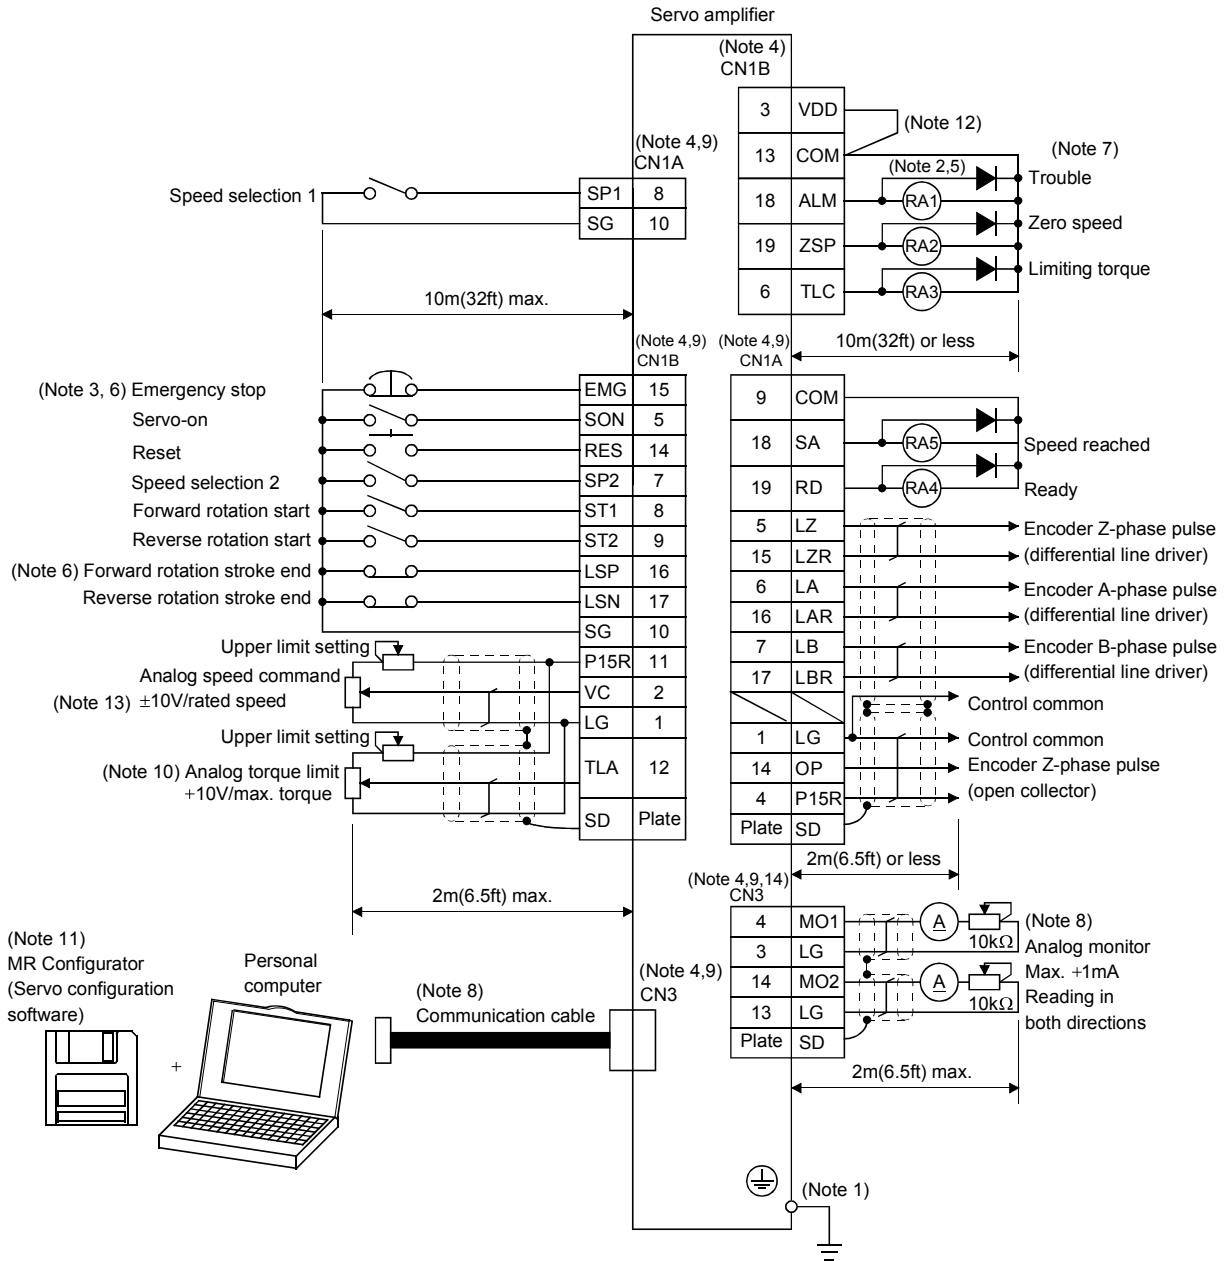 Servo amplifier
(Note 4)
CN1B
3 VDD
(Note 12)
13 COM
(Note 7)
(Note 2,5)
Trouble
18 ALM RA1
Zero speed
19 ZSP RA2
Limiting torque
6 TLC RA3
10m(32ft) or less
(Note 4,9)
CN1A
Speed selection 1
SP1 8
SG 10
10m(32ft) max.
(Note 4,9)
CN1B
(Note 3, 6) Emergency stop EMG 15
Servo-on SON 5
Reset RES 14
Speed selection 2 SP2 7
Forward rotation start ST1 8
Reverse rotation start ST2 9
(Note 6) Forward rotation stroke end LSP 16
Reverse rotation stroke end LSN 17
SG 10
Upper limit setting
P15R 11
Analog speed command
VC 2
(Note 13) ±10V/rated speed
LG 1
Upper limit setting
(Note 10) Analog torque limit
+10V/max. torque
TLA 12
SD Plate
2m(6.5ft) max.
(Note 4,9)
CN1A
9 COM
18 SA RA5 Speed reached
19 RD RA4 Ready
5 LZ Encoder Z-phase pulse
15 LZR (differential line driver)
6 LA Encoder A-phase pulse
16 LAR (differential line driver)
7 LB Encoder B-phase pulse
17 LBR (differential line driver)
Control common
1 LG Control common
14 OP Encoder Z-phase pulse
4 P15R (open collector)
Plate SD
2m(6.5ft) or less
(Note 4,9,14)
CN3
4 MO1 A 10kΩ (Note 8)
3 LG Analog monitor
14 MO2 A 10kΩ Max. +1mA
13 LG Reading in
Plate SD both directions
2m(6.5ft) max.
(Note 11)
MR Configurator
(Servo configuration
software)
+
Personal
computer
(Note 8)
Communication cable
(Note 4,9)
CN3
(Note 1)